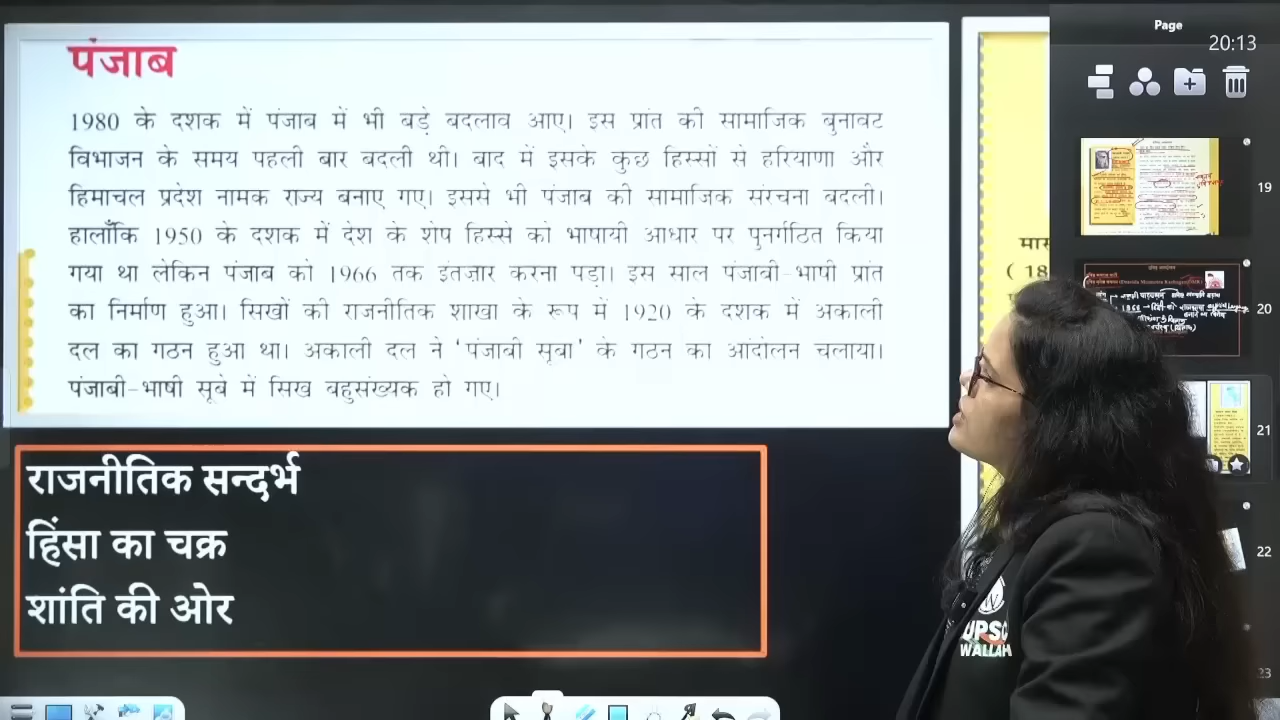 पंजाब
1980 के दशक में पंजाब में भी बड़े बदलाव आए। इस प्रांत की सामाजिक बुनावट
विभाजन के समय पहली बार बदली थी। बाद में इसके कुछ हिस्सों से हरियाणा और
हिमाचल प्रदेश नामक राज्य बनाए गए। इससे भी पंजाब की सामाजिक संरचना बदली।
हालाँकि 1950 के दशक में देश के हिस्से को भाषायी आधार पर पुनर्गठित किया
गया था लेकिन पंजाब को 1966 तक इंतजार करना पड़ा। इस साल पंजाबी-भाषी प्रांत
का निर्माण हुआ। सिखों की राजनीतिक शाखा के रूप में 1920 के दशक में अकाली
दल का गठन हुआ था। अकाली दल ने 'पंजाबी सूबा' के गठन का आंदोलन चलाया।
पंजाबी-भाषी सूबे में सिख बहुसंख्यक हो गए।
राजनीतिक सन्दर्भ
हिंसा का चक्र
शांति की ओर
मास
( 18
Page
20:13
19
20
21
22
23
W
UPSC
WALLAH